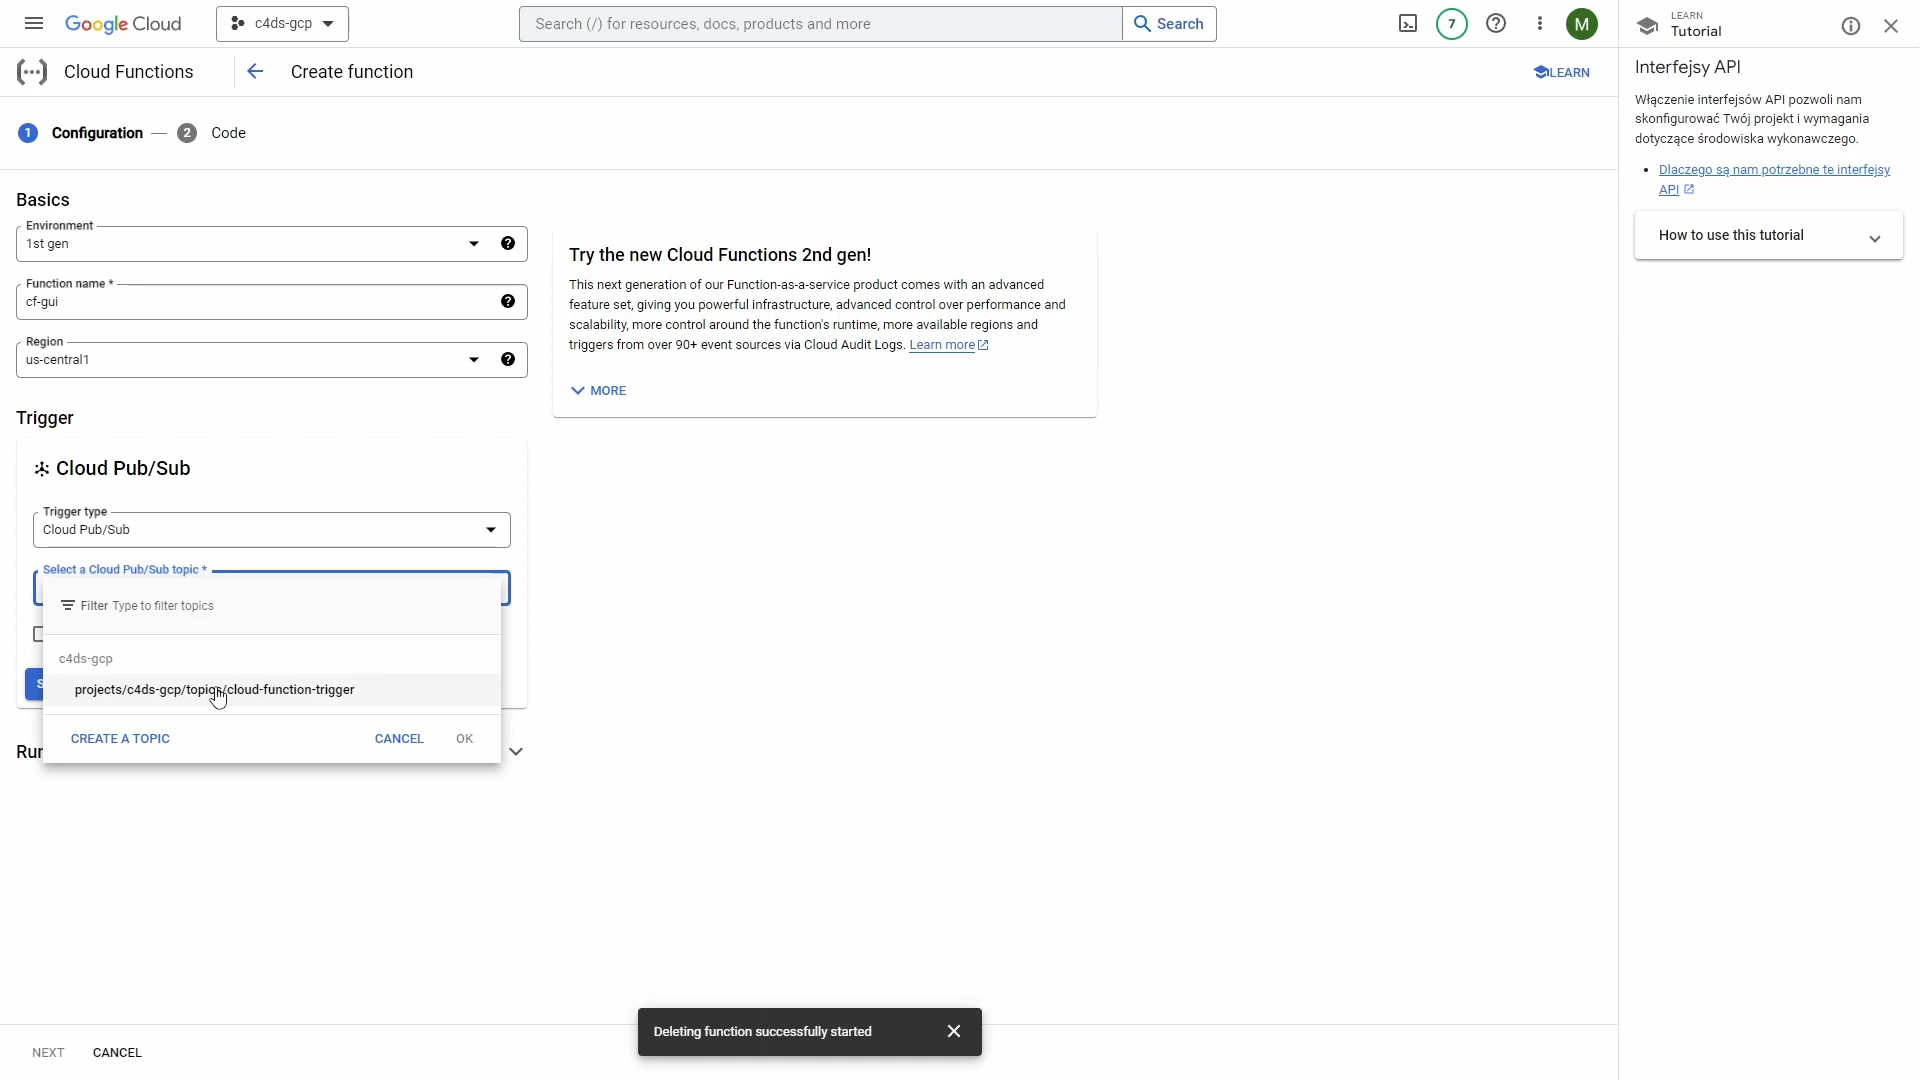 Google Cloud
c4ds-gcp
Search (/) for resources, docs, products and more
Search
7
M
LEARN
Tutorial
Cloud Functions
Create function
LEARN
Interfejsy API
Włączenie interfejsów API pozwoli nam
skonfigurować Twój projekt i wymagania
dotyczące środowiska wykonawczego.
Dlaczego są nam potrzebne te interfejsy
API
How to use this tutorial
1 Configuration — 2 Code
Basics
Environment
1st gen
Function name *
cf-gui
Region
us-central1
Try the new Cloud Functions 2nd gen!
This next generation of our Function-as-a-service product comes with an advanced
feature set, giving you powerful infrastructure, advanced control over performance and
scalability, more control around the function's runtime, more available regions and
triggers from over 90+ event sources via Cloud Audit Logs. Learn more
MORE
Trigger
Cloud Pub/Sub
Trigger type
Cloud Pub/Sub
Select a Cloud Pub/Sub topic *
Filter Type to filter topics
c4ds-gcp
projects/c4ds-gcp/topics/cloud-function-trigger
CREATE A TOPIC
CANCEL
OK
Deleting function successfully started
NEXT
CANCEL